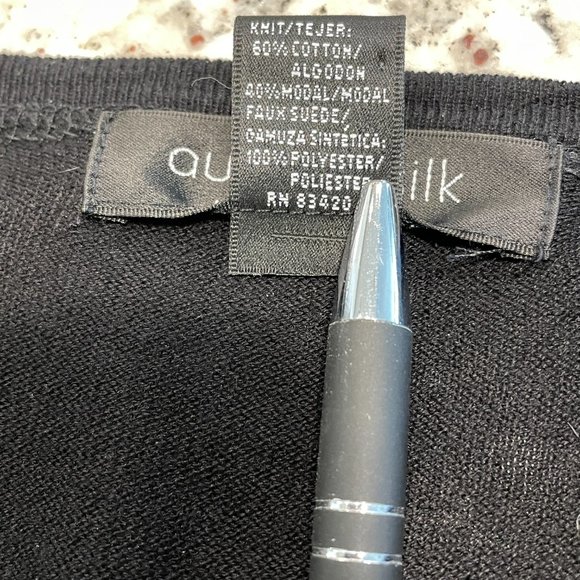 KNIT/TEJER:
60% COTTON/
ALGODON
40% MODAL/MODAL
FAUX SUEDE/
GAMUZA SINTETICA:
100% POLYESTER/
POLIESTER
RN 83420
au ilk